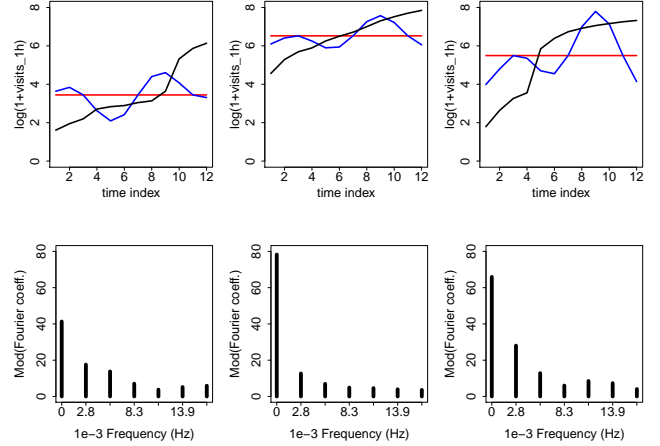 log(1+visits_1h)
0 2 4 6 8
2 4 6 8 10 12
time index
log(1+visits_1h)
0 2 4 6 8
2 4 6 8 10 12
time index
log(1+visits_1h)
0 2 4 6 8
2 4 6 8 10 12
time index
Mod(Fourier coeff.)
0 20 40 60 80
0 2.8 8.3 13.9
1e−3 Frequency (Hz)
Mod(Fourier coeff.)
0 20 40 60 80
0 2.8 8.3 13.9
1e−3 Frequency (Hz)
Mod(Fourier coeff.)
0 20 40 60 80
0 2.8 8.3 13.9
1e−3 Frequency (Hz)